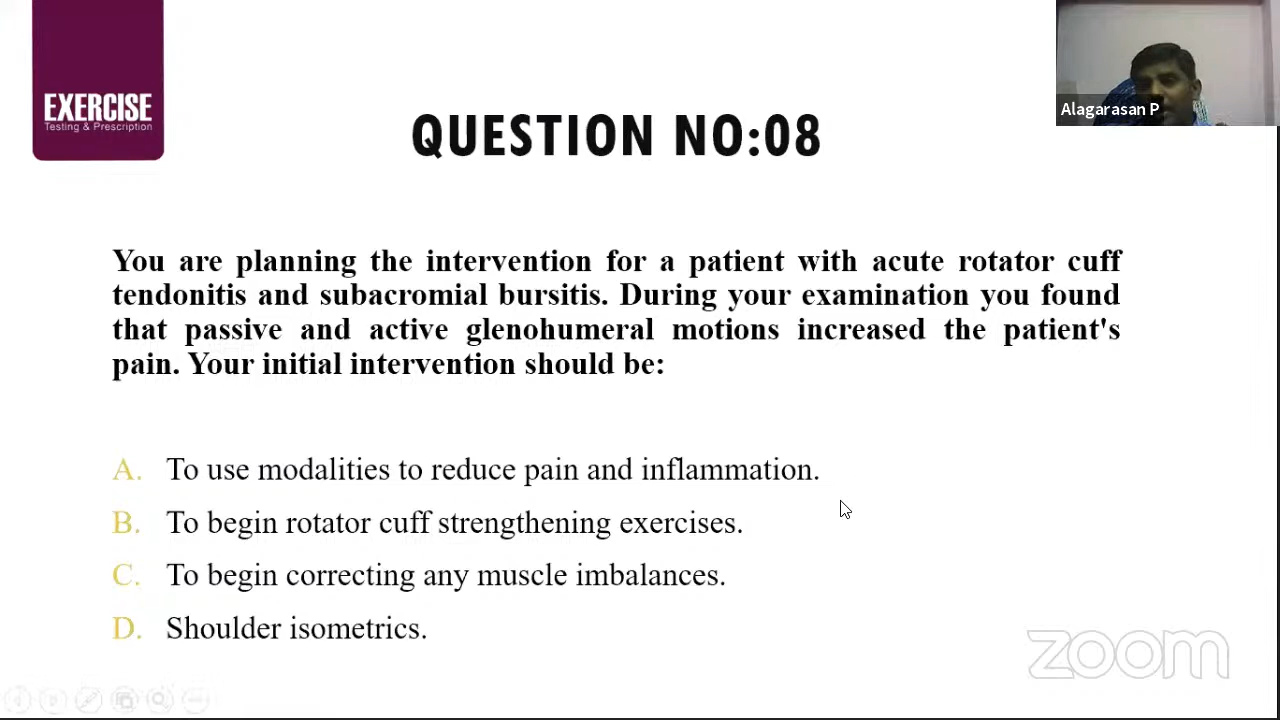 EXERCISE
Testing & Prescription
Alagarasan P
QUESTION NO:08
You are planning the intervention for a patient with acute rotator cuff
tendonitis and subacromial bursitis. During your examination you found
that passive and active glenohumeral motions increased the patient's
pain. Your initial intervention should be:
A. To use modalities to reduce pain and inflammation.
B. To begin rotator cuff strengthening exercises.
C. To begin correcting any muscle imbalances.
D. Shoulder isometrics.
zoom